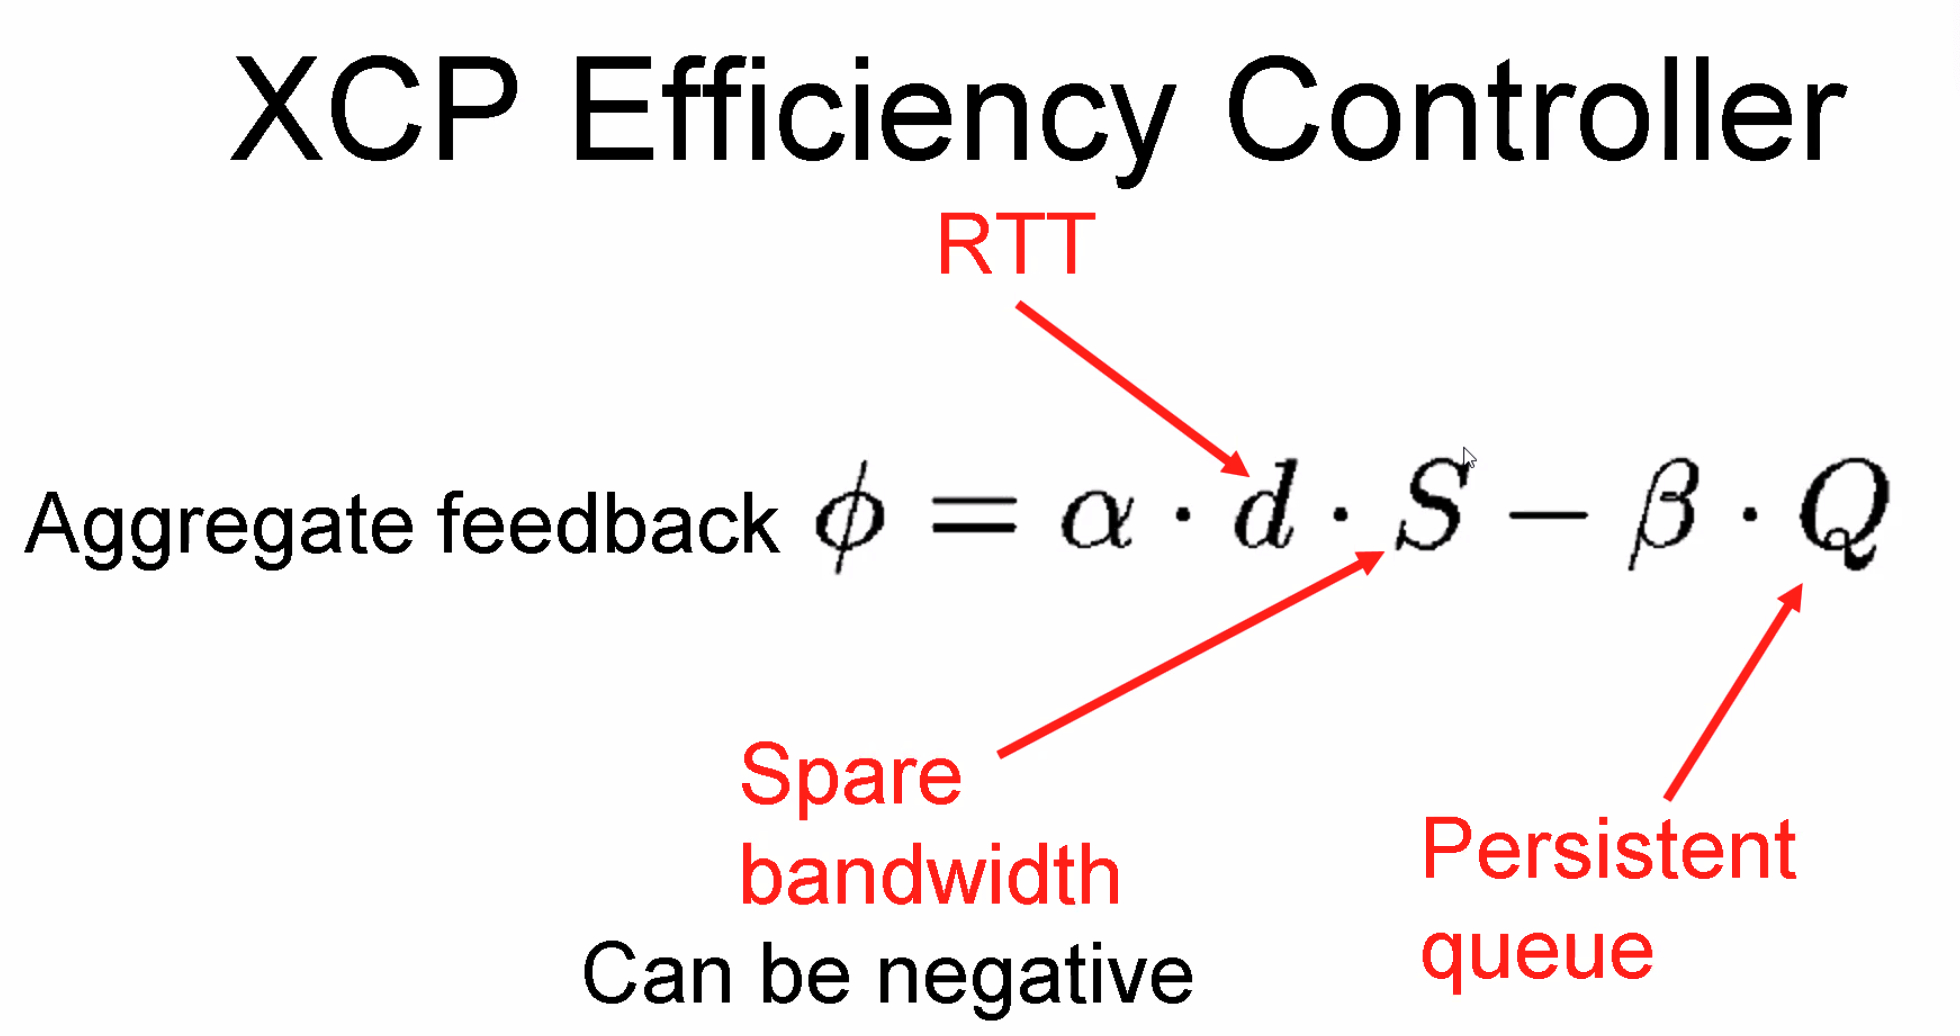 XCP Efficiency Controller
RTT
Aggregate feedback ϕ = α · d · S − β · Q
Spare
bandwidth
Can be negative
Persistent
queue